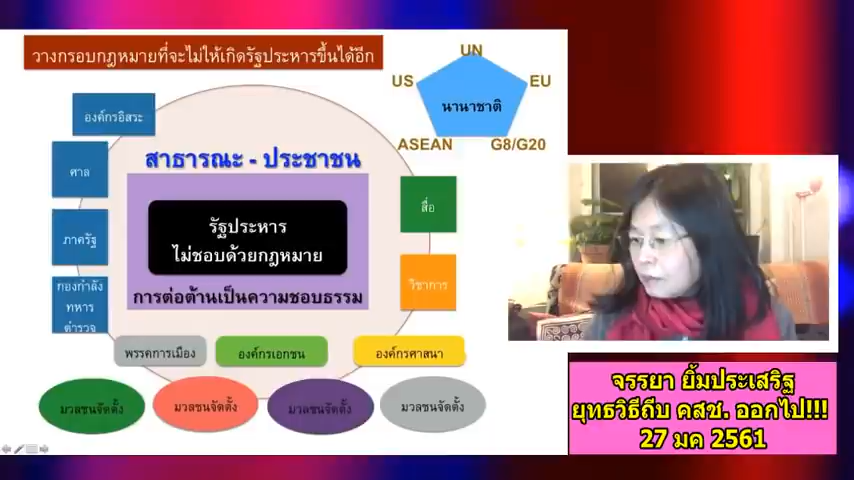 วางกรอบกฎหมายที่จะไม่ให้เกิดรัฐประหารขึ้นได้อีก
UN
US
EU
นานาชาติ
ASEAN
G8/G20
องค์กรอิสระ
ศาล
ภาครัฐ
กองกำลัง
ทหาร
ตำรวจ
สาธารณะ - ประชาชน
รัฐประหาร
ไม่ชอบด้วยกฎหมาย
การต่อต้านเป็นความชอบธรรม
สื่อ
วิชาการ
พรรคการเมือง
องค์กรเอกชน
องค์กรศาสนา
มวลชนจัดตั้ง
มวลชนจัดตั้ง
มวลชนจัดตั้ง
มวลชนจัดตั้ง
จรรยา ยิ้มประเสริฐ
ยุทธวิธีถีบ คสช. ออกไป!!!
27 มค 2561